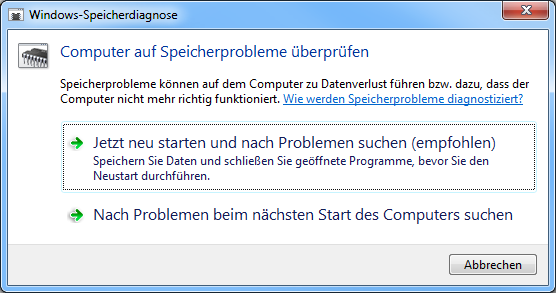 Windows-Speicherdiagnose
Computer auf Speicherprobleme überprüfen
Speicherprobleme können auf dem Computer zu Datenverlust führen bzw. dazu, dass der
Computer nicht mehr richtig funktioniert. Wie werden Speicherprobleme diagnostiziert?
Jetzt neu starten und nach Problemen suchen (empfohlen)
Speichern Sie Daten und schließen Sie geöffnete Programme, bevor Sie den
Neustart durchführen.
Nach Problemen beim nächsten Start des Computers suchen
Abbrechen